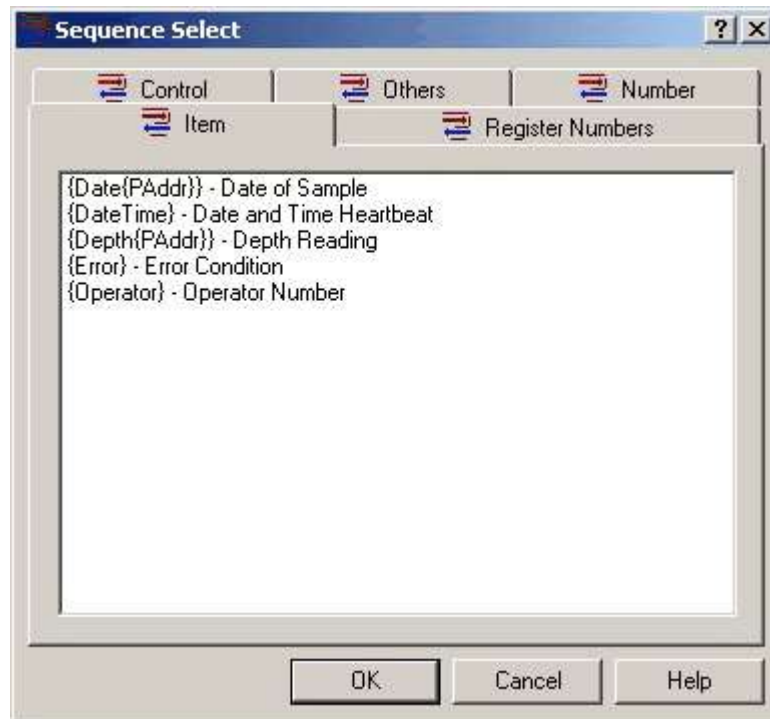 Sequence Select
Control
Others
Number
Item
Register Numbers
{Date{PAddr}} - Date of Sample
{DateTime} - Date and Time Heartbeat
{Depth{PAddr}} - Depth Reading
{Error} - Error Condition
{Operator} - Operator Number
OK
Cancel
Help